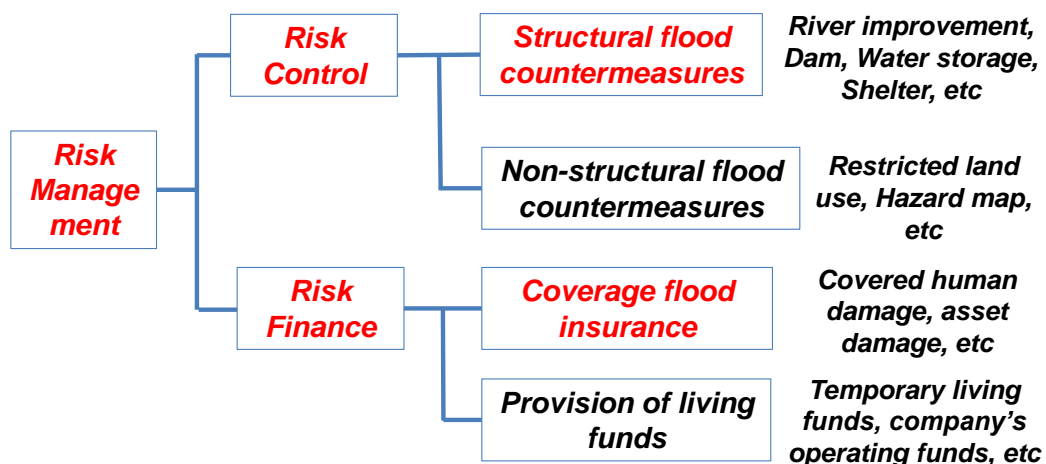 Risk
Manage
ment
Risk
Control
Structural flood
countermeasures
River improvement,
Dam, Water storage,
Shelter, etc
Non-structural flood
countermeasures
Restricted land
use, Hazard map,
etc
Risk
Finance
Coverage flood
insurance
Covered human
damage, asset
damage, etc
Provision of living
funds
Temporary living
funds, company’s
operating funds, etc